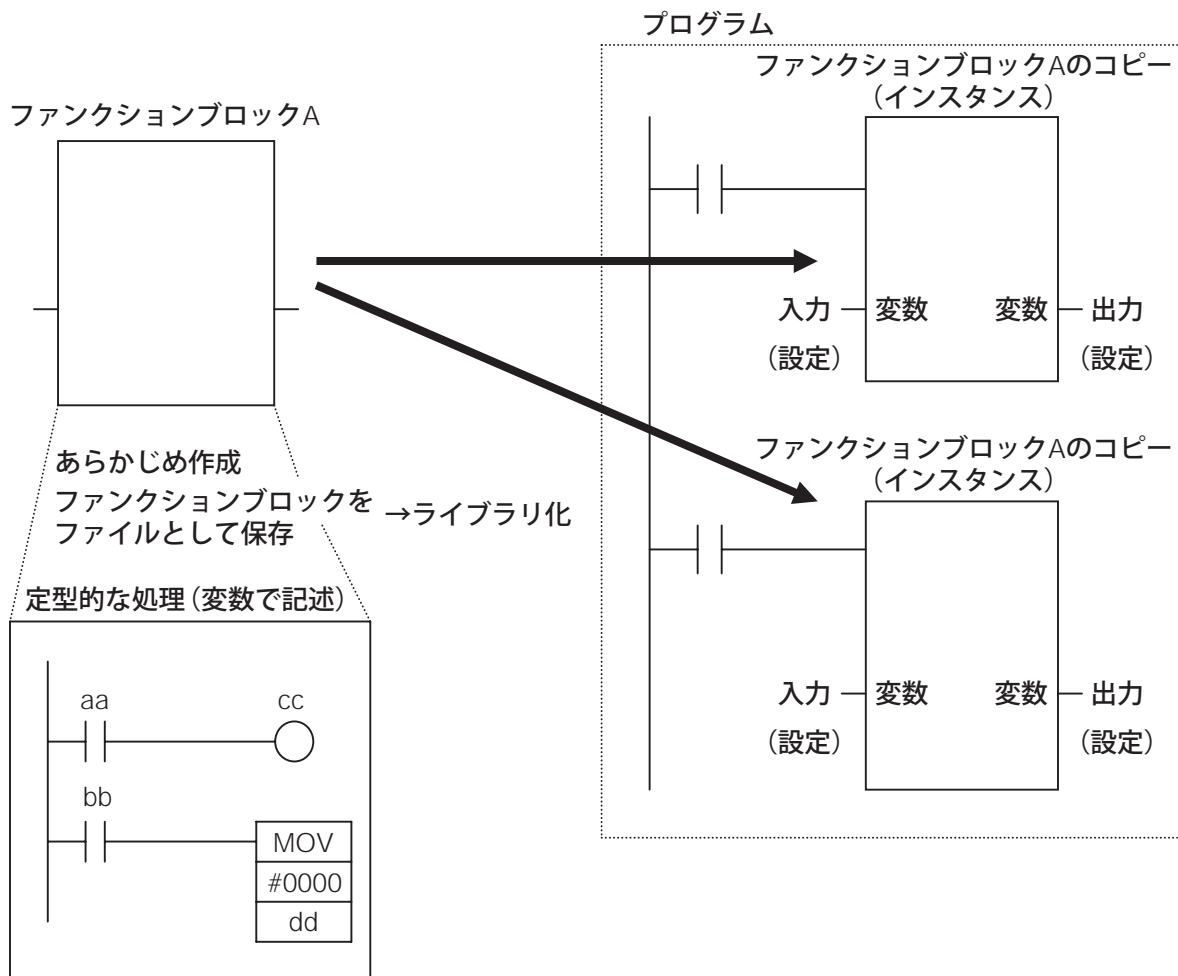 ファンクションブロックA
あらかじめ作成
ファンクションブロックを
ファイルとして保存
→ライブラリ化
定型的な処理（変数で記述）
aa
cc
bb
MOV
#0000
dd
プログラム
ファンクションブロックAのコピー
（インスタンス）
入力
変数
変数
出力
（設定）
（設定）
ファンクションブロックAのコピー
（インスタンス）
入力
変数
変数
出力
（設定）
（設定）